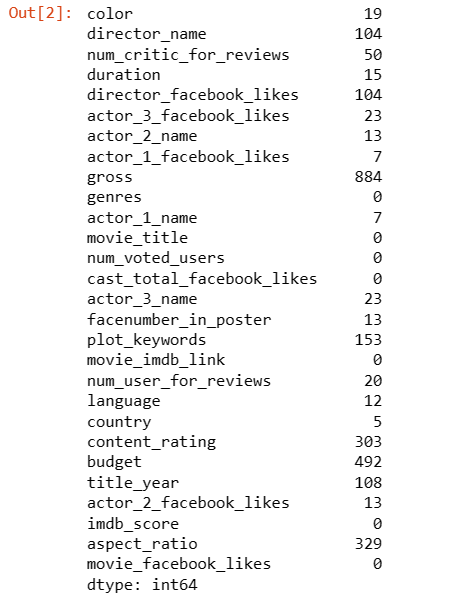 Out[2]: color 19
director_name 104
num_critic_for_reviews 50
duration 15
director_facebook_likes 104
actor_3_facebook_likes 23
actor_2_name 13
actor_1_facebook_likes 7
gross 884
genres 0
actor_1_name 7
movie_title 0
num_voted_users 0
cast_total_facebook_likes 0
actor_3_name 23
facenumber_in_poster 13
plot_keywords 153
movie_imdb_link 0
num_user_for_reviews 20
language 12
country 5
content_rating 303
budget 492
title_year 108
actor_2_facebook_likes 13
imdb_score 0
aspect_ratio 329
movie_facebook_likes 0
dtype: int64